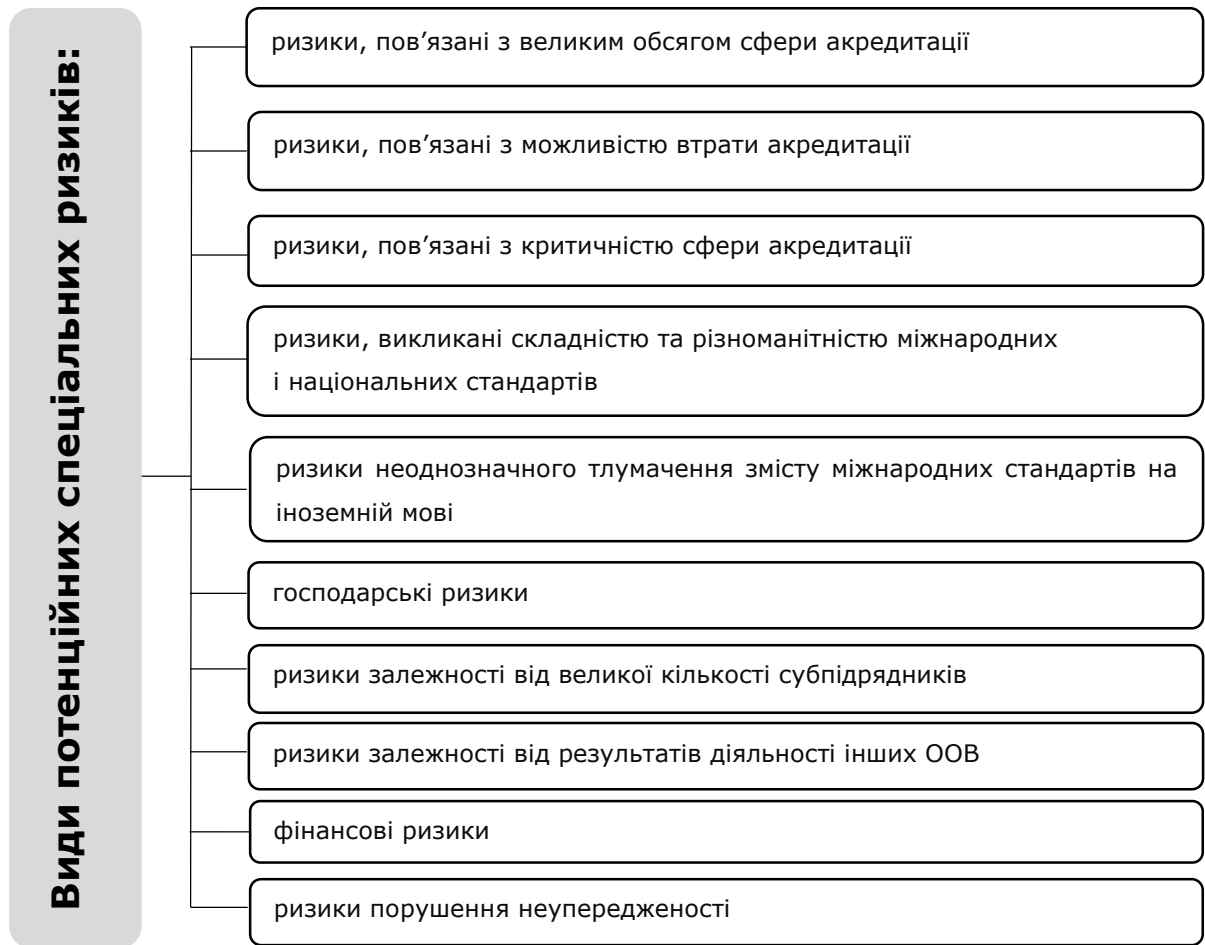 Види потенційних спеціальних ризиків:
ризики, пов’язані з великим обсягом сфери акредитації
ризики, пов’язані з можливістю втрати акредитації
ризики, пов’язані з критичністю сфери акредитації
ризики, викликані складністю та різноманітністю міжнародних
і національних стандартів
ризики неоднозначного тлумачення змісту міжнародних стандартів на
іноземній мові
господарські ризики
ризики залежності від великої кількості субпідрядників
ризики залежності від результатів діяльності інших ООВ
фінансові ризики
ризики порушення неупередженості